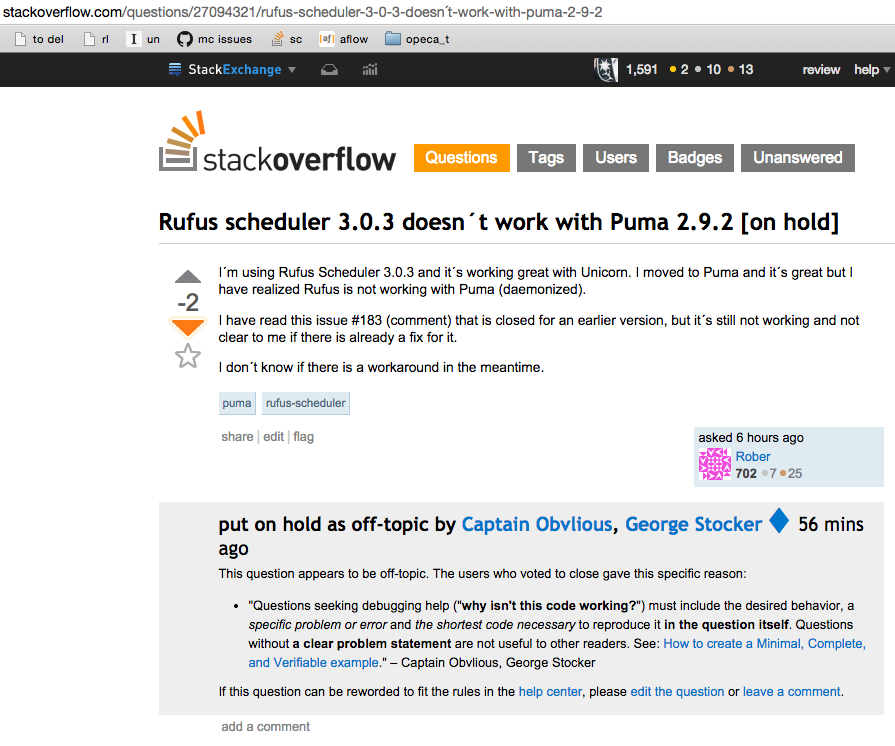 stackoverflow.com/questions/27094321/rufus-scheduler-3-0-3-doesn´t-work-with-puma-2-9-2
to del rl I un mc issues sc {af} aflow opeca_t
StackExchange 1,591 2 10 13 review help
stackoverflow Questions Tags Users Badges Unanswered
Rufus scheduler 3.0.3 doesn´t work with Puma 2.9.2 [on hold]
I´m using Rufus Scheduler 3.0.3 and it´s working great with Unicorn. I moved to Puma and it´s great but I
have realized Rufus is not working with Puma (daemonized).
-2
I have read this issue #183 (comment) that is closed for an earlier version, but it´s still not working and not
clear to me if there is already a fix for it.
I don´t know if there is a workaround in the meantime.
puma rufus-scheduler
share | edit | flag
asked 6 hours ago
Rober
702 7 25
put on hold as off-topic by Captain Obvlious, George Stocker ♦ 56 mins
ago
This question appears to be off-topic. The users who voted to close gave this specific reason:
• "Questions seeking debugging help ("why isn't this code working?") must include the desired behavior, a
specific problem or error and the shortest code necessary to reproduce it in the question itself. Questions
without a clear problem statement are not useful to other readers. See: How to create a Minimal, Complete,
and Verifiable example." – Captain Obvlious, George Stocker
If this question can be reworded to fit the rules in the help center, please edit the question or leave a comment.
add a comment